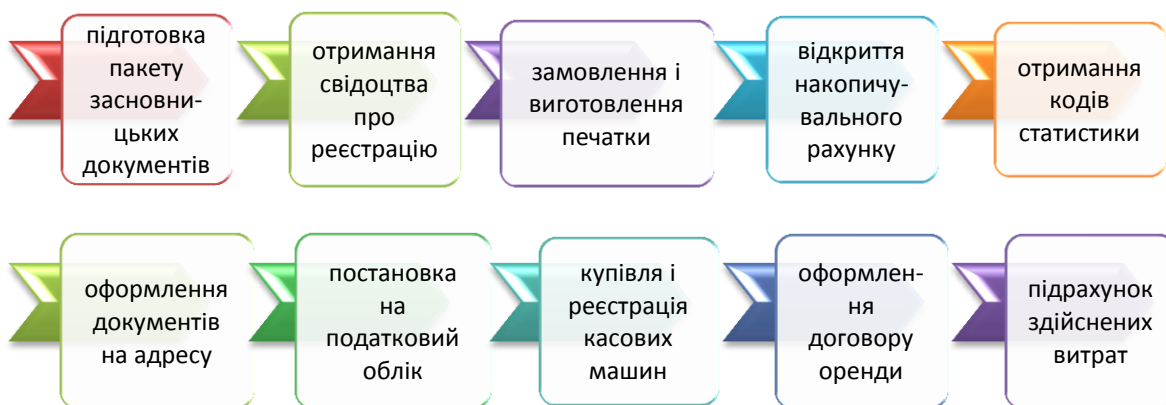 підготовка
пакету
засновни-
цьких
документів
отримання
свідоцтва
про
реєстрацію
замовлення і
виготовлення
печатки
відкриття
накопичу-
вального
рахунку
отримання
кодів
статистики
оформлення
документів
на адресу
постановка
на
податковий
облік
купівля і
реєстрація
касових
машин
оформлен-
ня
договору
оренди
підрахунок
здійснених
витрат